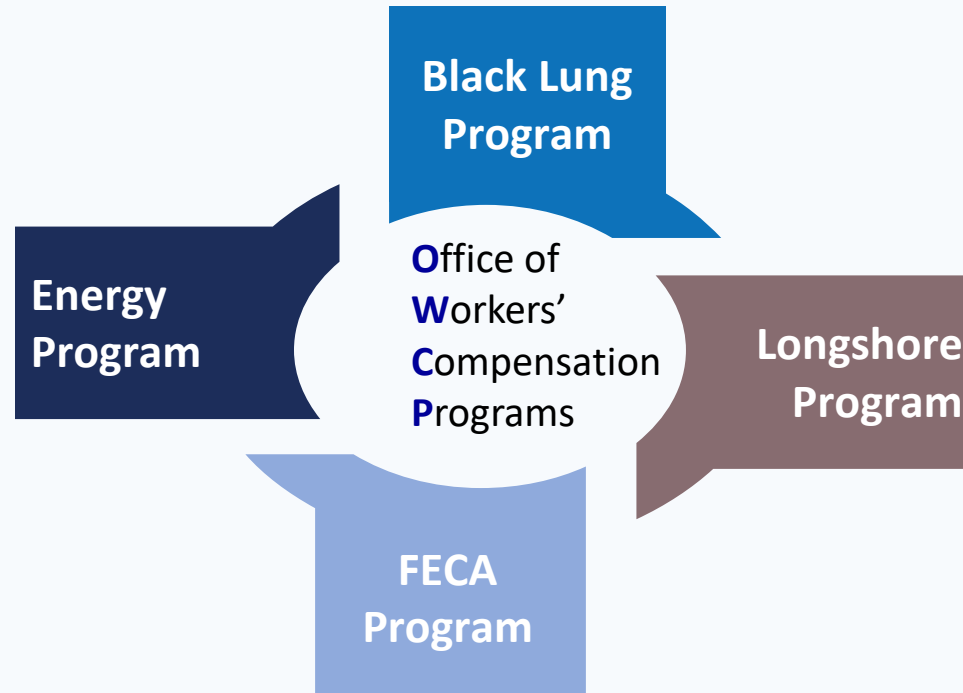 Black Lung
Program
Energy
Program
Office of
Workers’
Compensation
Programs
Longshore
Program
FECA
Program